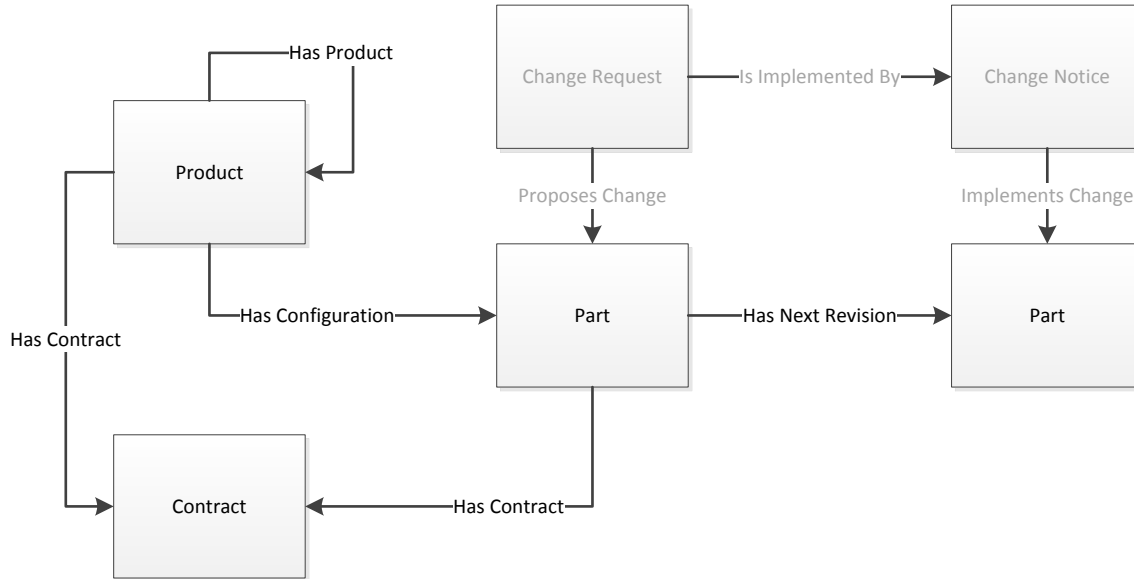 Has Product
Change Request
Is Implemented By
Change Notice
Product
Proposes Change
Implements Change
Has Configuration
Part
Has Next Revision
Part
Has Contract
Contract
Has Contract